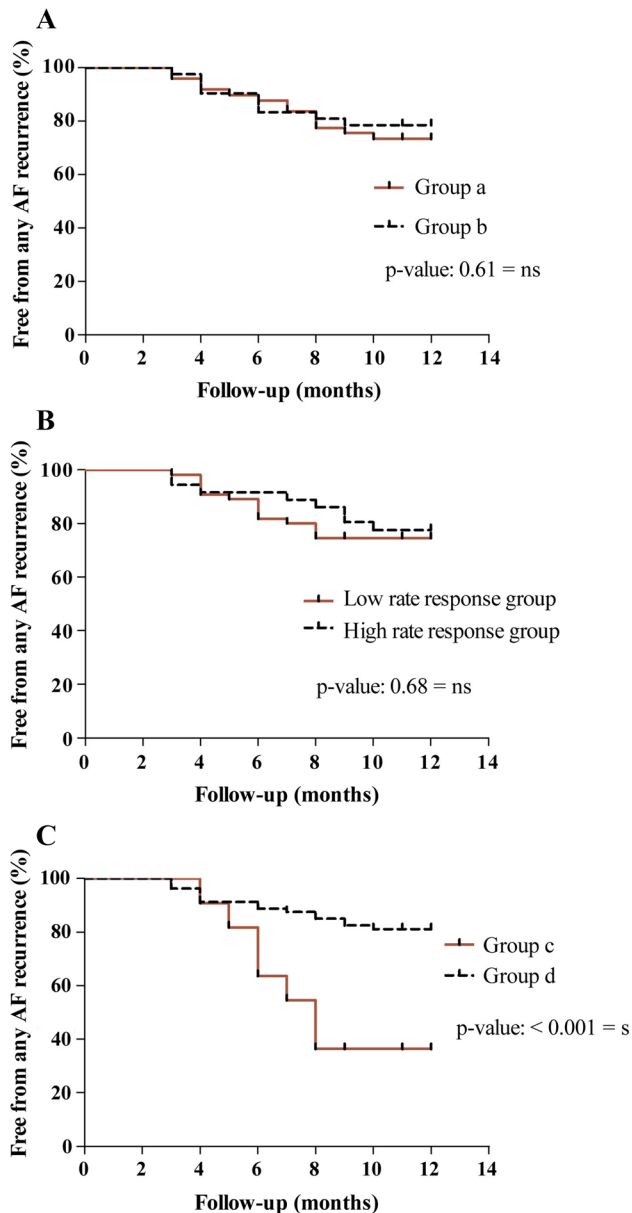 A
Free from any AF recurrence (%)
100
80
60
40
20
0
Group a
Group b
p-value: 0.61 = ns
0 2 4 6 8 10 12 14
Follow-up (months)
B
Free from any AF recurrence (%)
100
80
60
40
20
0
Low rate response group
High rate response group
p-value: 0.68 = ns
0 2 4 6 8 10 12 14
Follow-up (months)
C
Free from any AF recurrence (%)
100
80
60
40
20
0
Group c
Group d
p-value: < 0.001 = s
0 2 4 6 8 10 12 14
Follow-up (months)